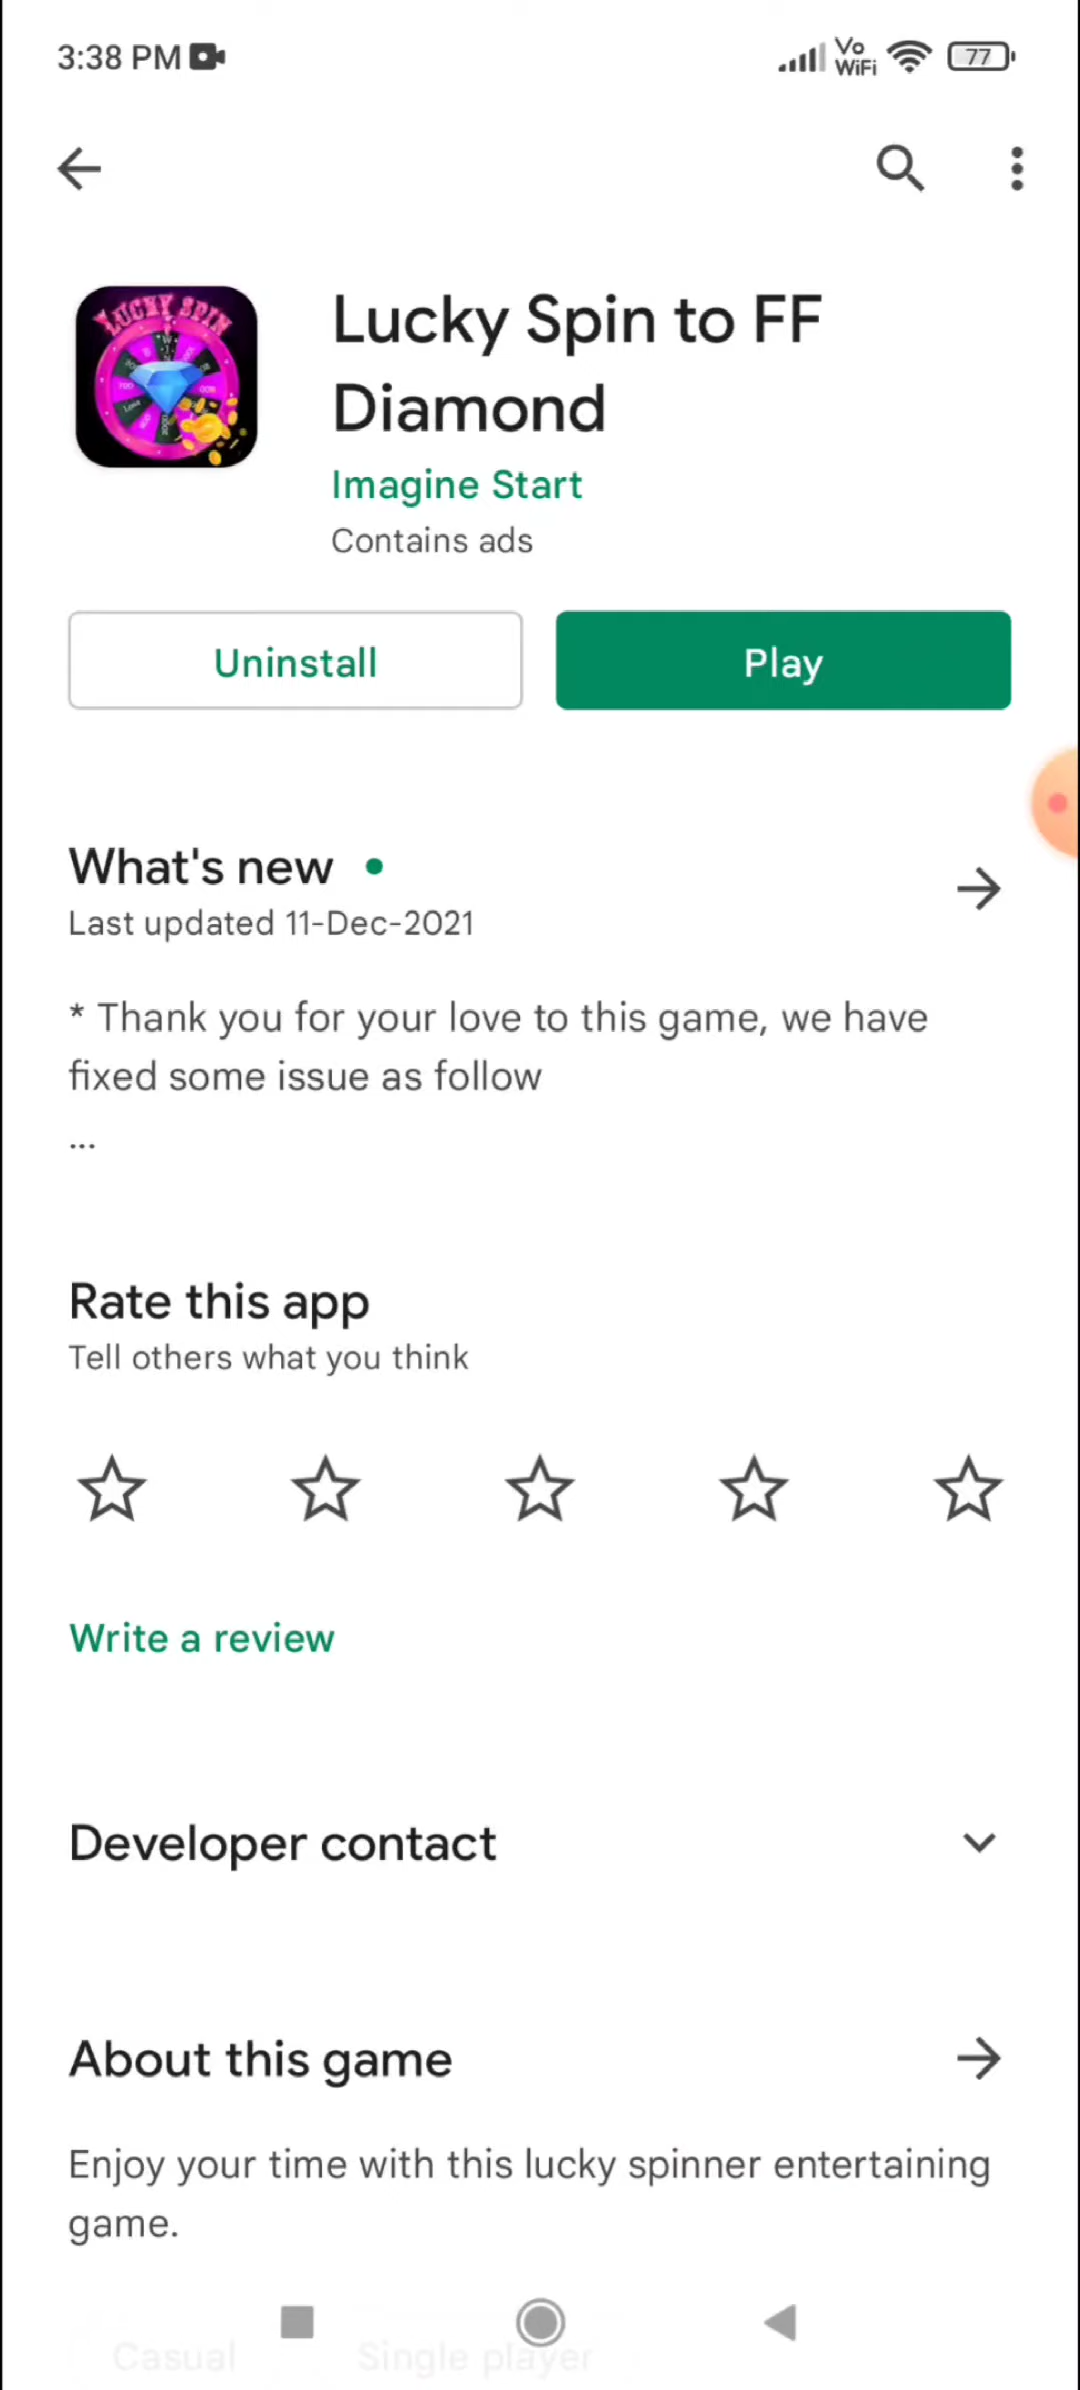 3:38 PM
Vo
WiFi
77
LUCKY SPIN
Lucky Spin to FF
Diamond
Imagine Start
Contains ads
Uninstall
Play
What's new
Last updated 11-Dec-2021
* Thank you for your love to this game, we have
fixed some issue as follow
...
Rate this app
Tell others what you think
Write a review
Developer contact
About this game
Enjoy your time with this lucky spinner entertaining
game.
Casual
Single player